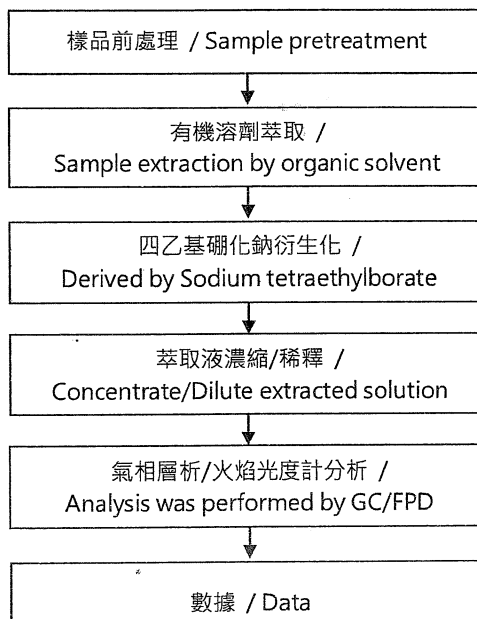 樣品前處理 / Sample pretreatment
有機溶劑萃取 /
Sample extraction by organic solvent
四乙基硼化鈉衍生化 /
Derived by Sodium tetraethylborate
萃取液濃縮/稀釋 /
Concentrate/Dilute extracted solution
氣相層析/火焰光度計分析 /
Analysis was performed by GC/FPD
數據 / Data